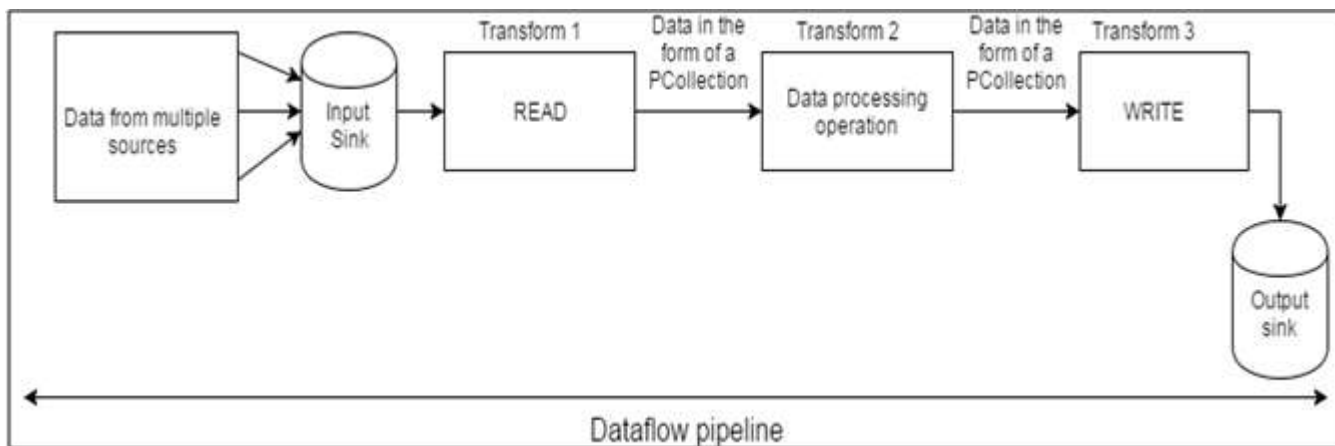 Data from multiple
sources
Input
Sink
Transform 1
READ
Data in the
form of a
PCollection
Transform 2
Data processing
operation
Data in the
form of a
PCollection
Transform 3
WRITE
Output
sink
Dataflow pipeline